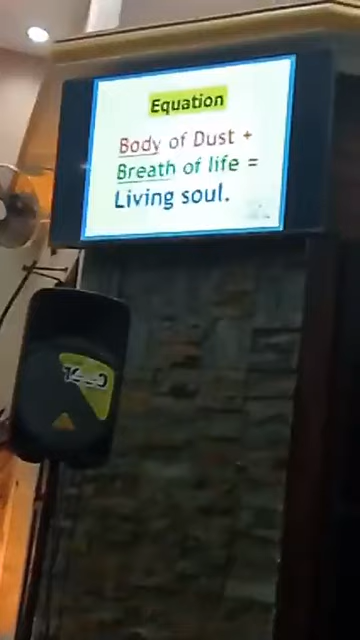 Equation
Body of Dust +
Breath of life =
Living soul.